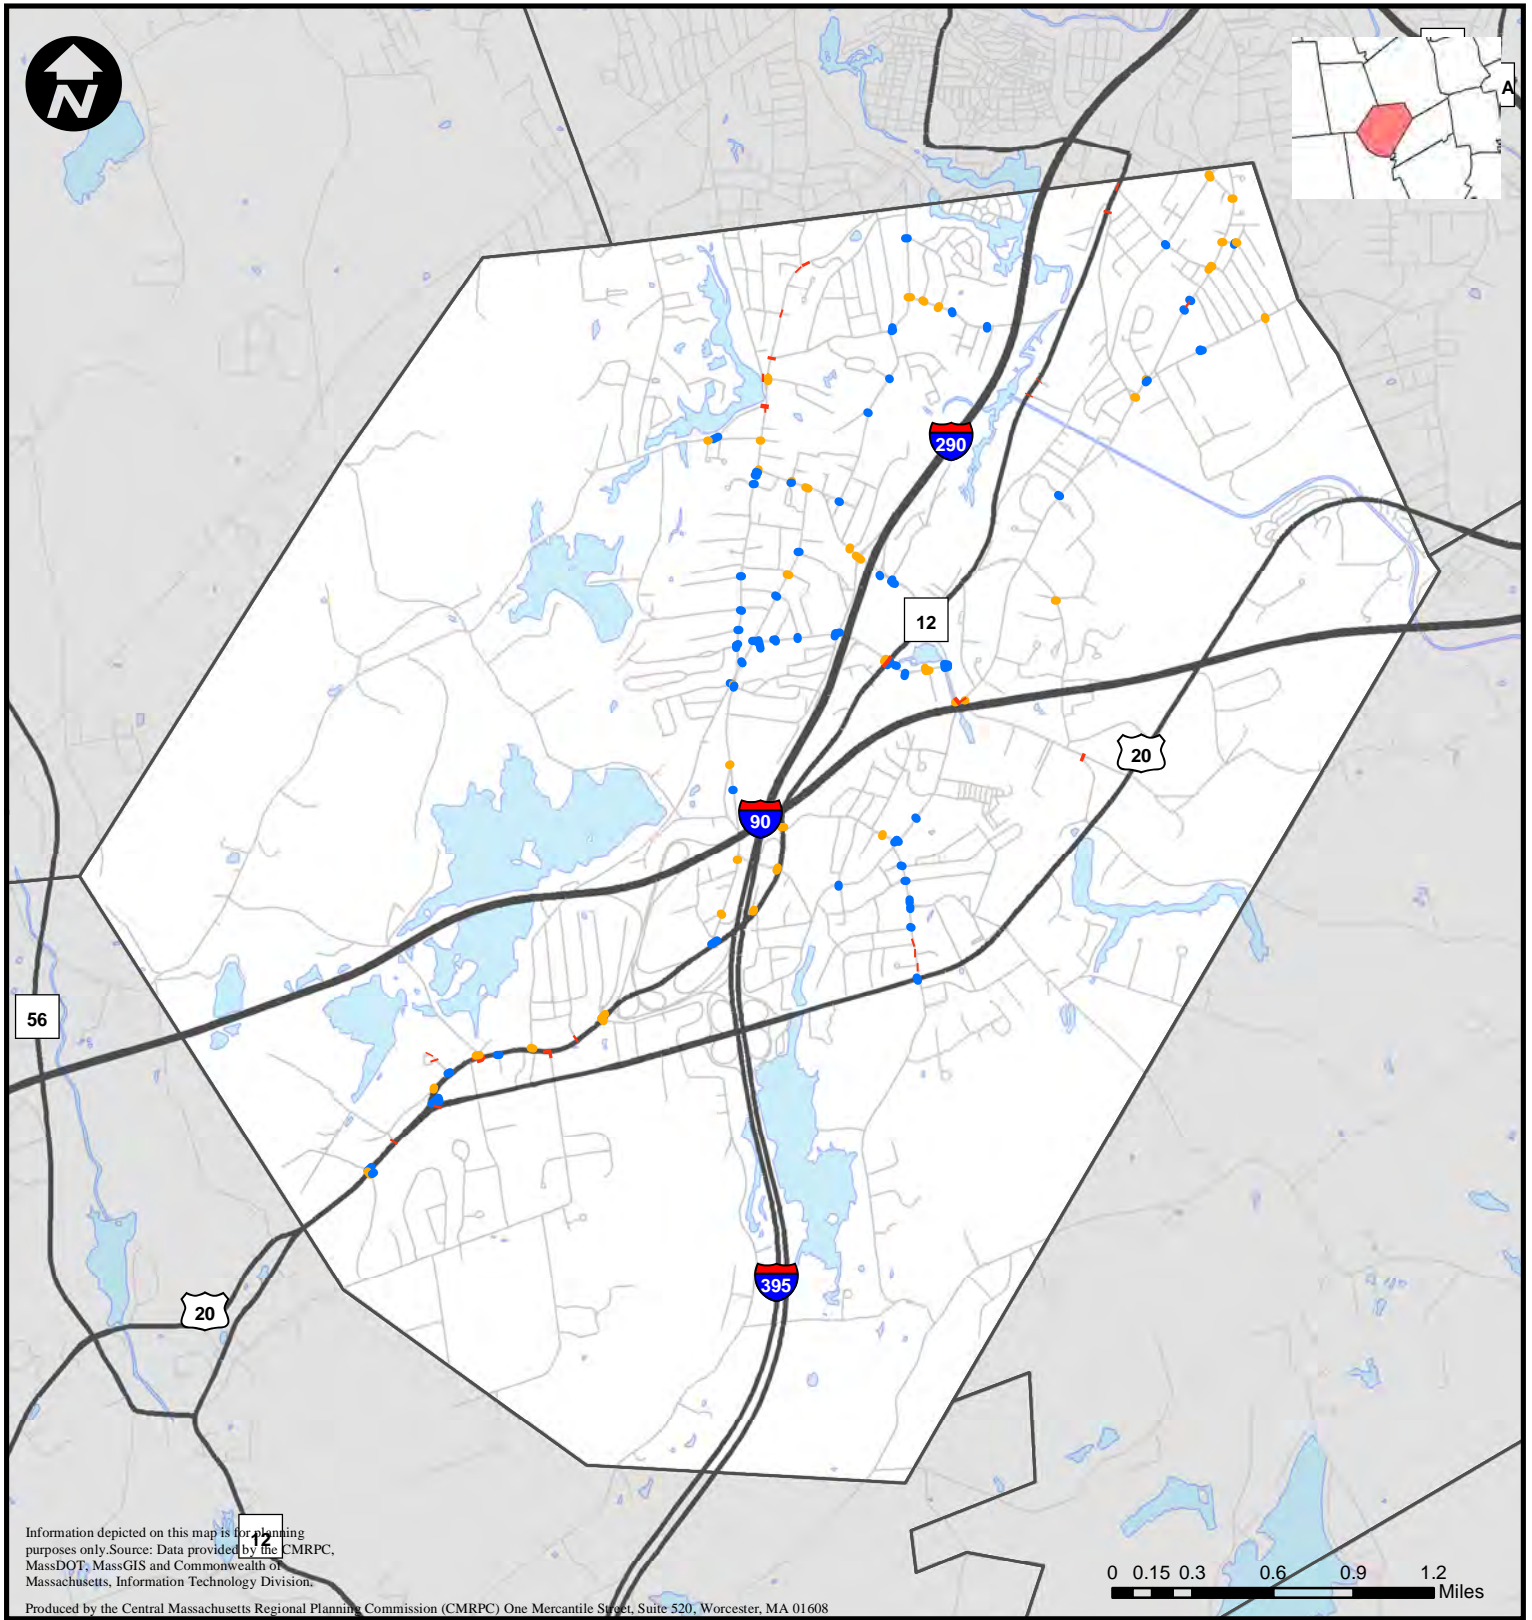 N
A
290
12
20
90
56
395
20
12
Information depicted on this map is for planning
purposes only.Source: Data provided by the CMRPC,
MassDOT, MassGIS and Commonwealth of
Massachusetts, Information Technology Division.
Produced by the Central Massachusetts Regional Planning Commission (CMRPC) One Mercantile Street, Suite 520, Worcester, MA 01608
0 0.15 0.3 0.6 0.9 1.2
Miles